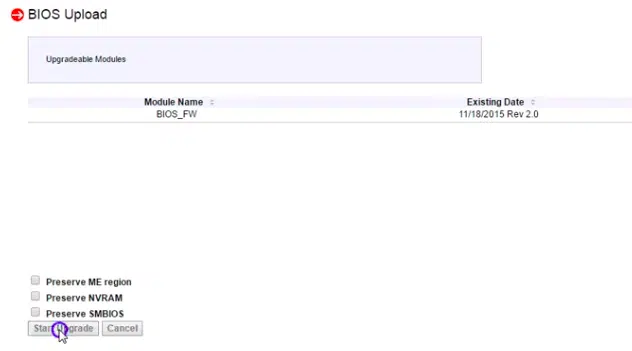 BIOS Upload
Upgradeable Modules
Module Name Existing Date
BIOS_FW 11/18/2015 Rev 2.0
Preserve ME region
Preserve NVRAM
Preserve SMBIOS
Start Upgrade Cancel